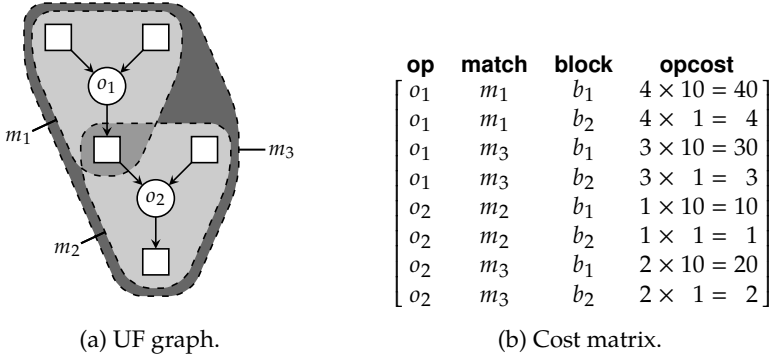 o₁
o₂
m₁
m₂
m₃
(a) UF graph.
op match block opcost
o₁ m₁ b₁ 4 × 10 = 40
o₁ m₁ b₂ 4 × 1 = 4
o₁ m₃ b₁ 3 × 10 = 30
o₁ m₃ b₂ 3 × 1 = 3
o₂ m₂ b₁ 1 × 10 = 10
o₂ m₂ b₂ 1 × 1 = 1
o₂ m₃ b₁ 2 × 10 = 20
o₂ m₃ b₂ 2 × 1 = 2
(b) Cost matrix.